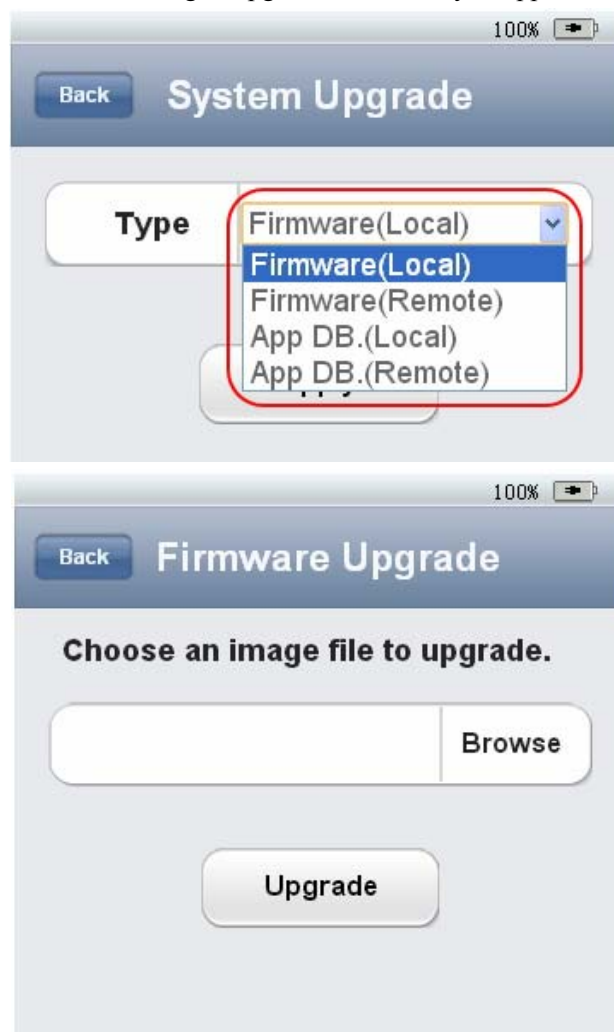 100%
Back System Upgrade
Type Firmware(Local)
Firmware(Local)
Firmware(Remote)
App DB.(Local)
App DB.(Remote)
100%
Back Firmware Upgrade
Choose an image file to upgrade.
Browse
Upgrade